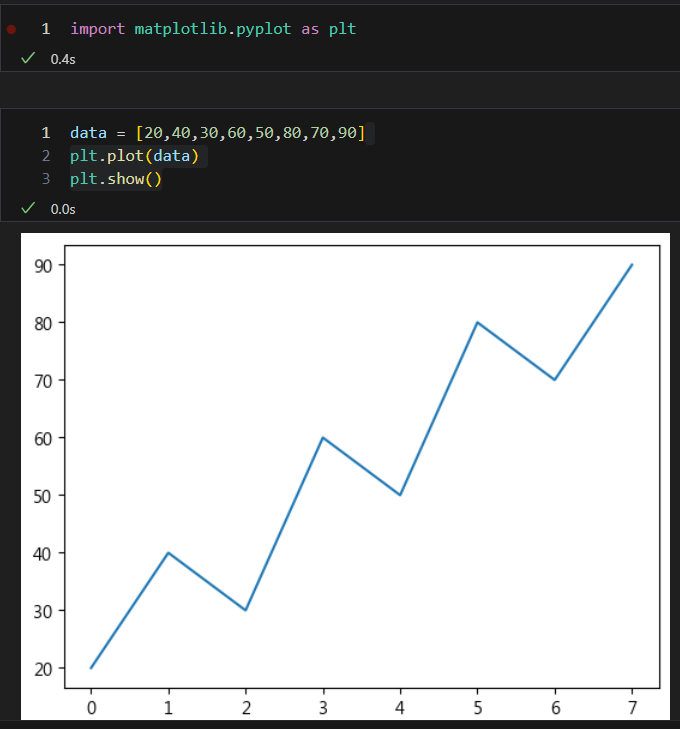 1 import matplotlib.pyplot as plt
0.4s
1 data = [20,40,30,60,50,80,70,90]
2 plt.plot(data)
3 plt.show()
0.0s
90
80
70
60
50
40
30
20
0 1 2 3 4 5 6 7